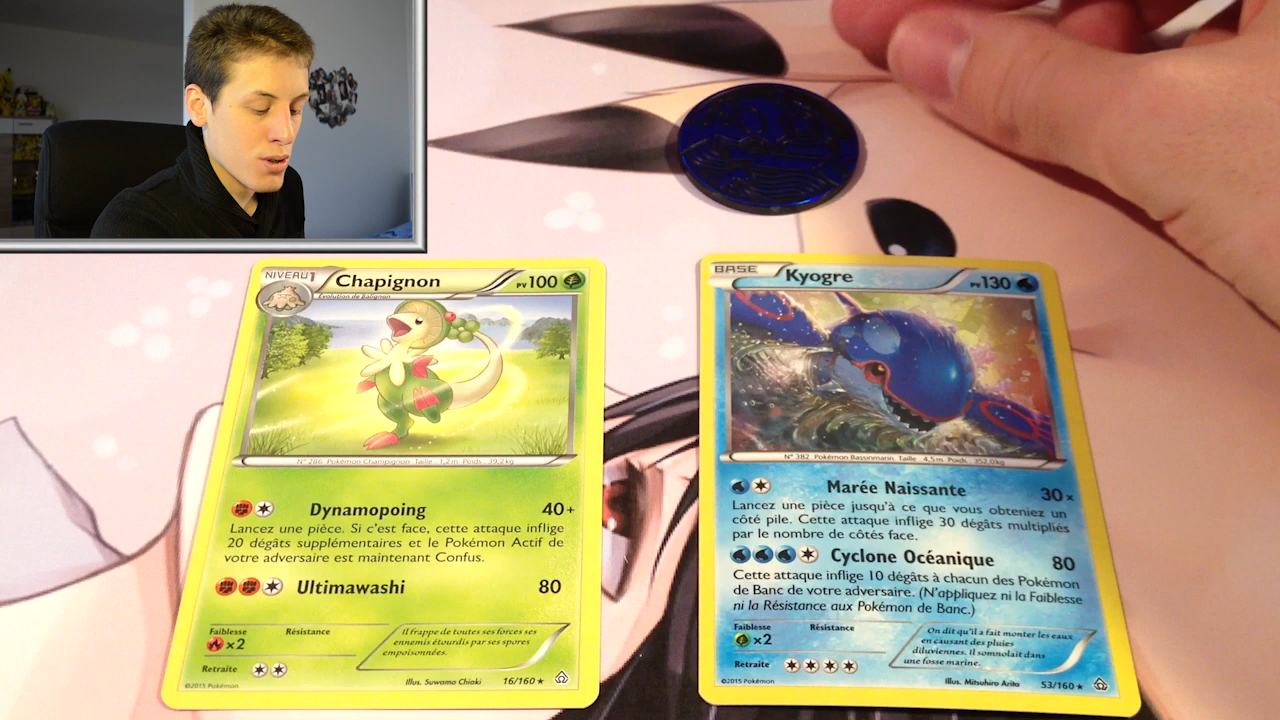 NIVEAU 1
Chapignon
PV 100
Évolution de Balignon
N° 286 Pokémon Champignon Taille : 1,2 m Poids : 39,2 kg
Dynamopoing 40+
Lancez une pièce. Si c'est face, cette attaque inflige
20 dégâts supplémentaires et le Pokémon Actif de
votre adversaire est maintenant Confus.
Ultimawashi 80
Faiblesse Résistance
×2
Il frappe de toutes ses forces ses
ennemis étourdis par ses spores
empoisonnées.
Retraite
©2015 Pokémon Illus. Suwama Chiaki 16/160 ★
BASE
Kyogre
PV 130
N° 382 Pokémon Bassinmarin Taille : 4,5 m Poids : 352,0 kg
Marée Naissante 30×
Lancez une pièce jusqu'à ce que vous obteniez un
côté pile. Cette attaque inflige 30 dégâts multipliés
par le nombre de côtés face.
Cyclone Océanique 80
Cette attaque inflige 10 dégâts à chacun des Pokémon
de Banc de votre adversaire. (N'appliquez ni la Faiblesse
ni la Résistance aux Pokémon de Banc.)
Faiblesse Résistance
×2
On dit qu'il a fait monter les eaux
en causant des pluies
diluviennes. Il somnolait dans
une fosse marine.
Retraite
©2015 Pokémon Illus. Mitsuhiro Arita 53/160 ★